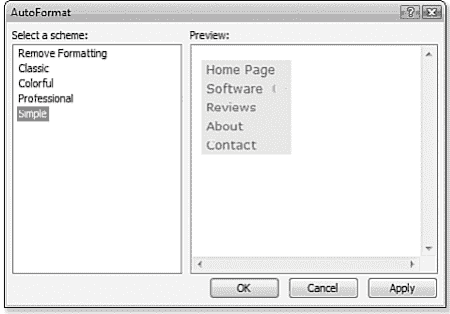 AutoFormat
Select a scheme:
Remove Formatting
Classic
Colorful
Professional
Simple
Preview:
Home Page
Software
Reviews
About
Contact
OK Cancel Apply